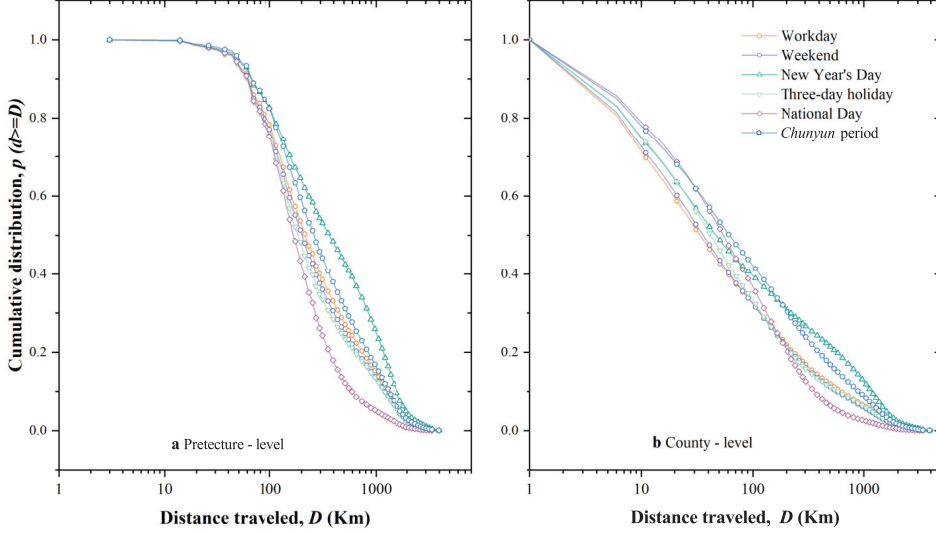 Cumulative distribution, p (d>=D)
1.0
0.8
0.6
0.4
0.2
0.0
a Pretecture - level
1
10
100
1000
Distance traveled, D (Km)
1.0
0.8
0.6
0.4
0.2
0.0
Workday
Weekend
New Year's Day
Three-day holiday
National Day
Chunyun period
b County - level
1
10
100
1000
Distance traveled, D (Km)